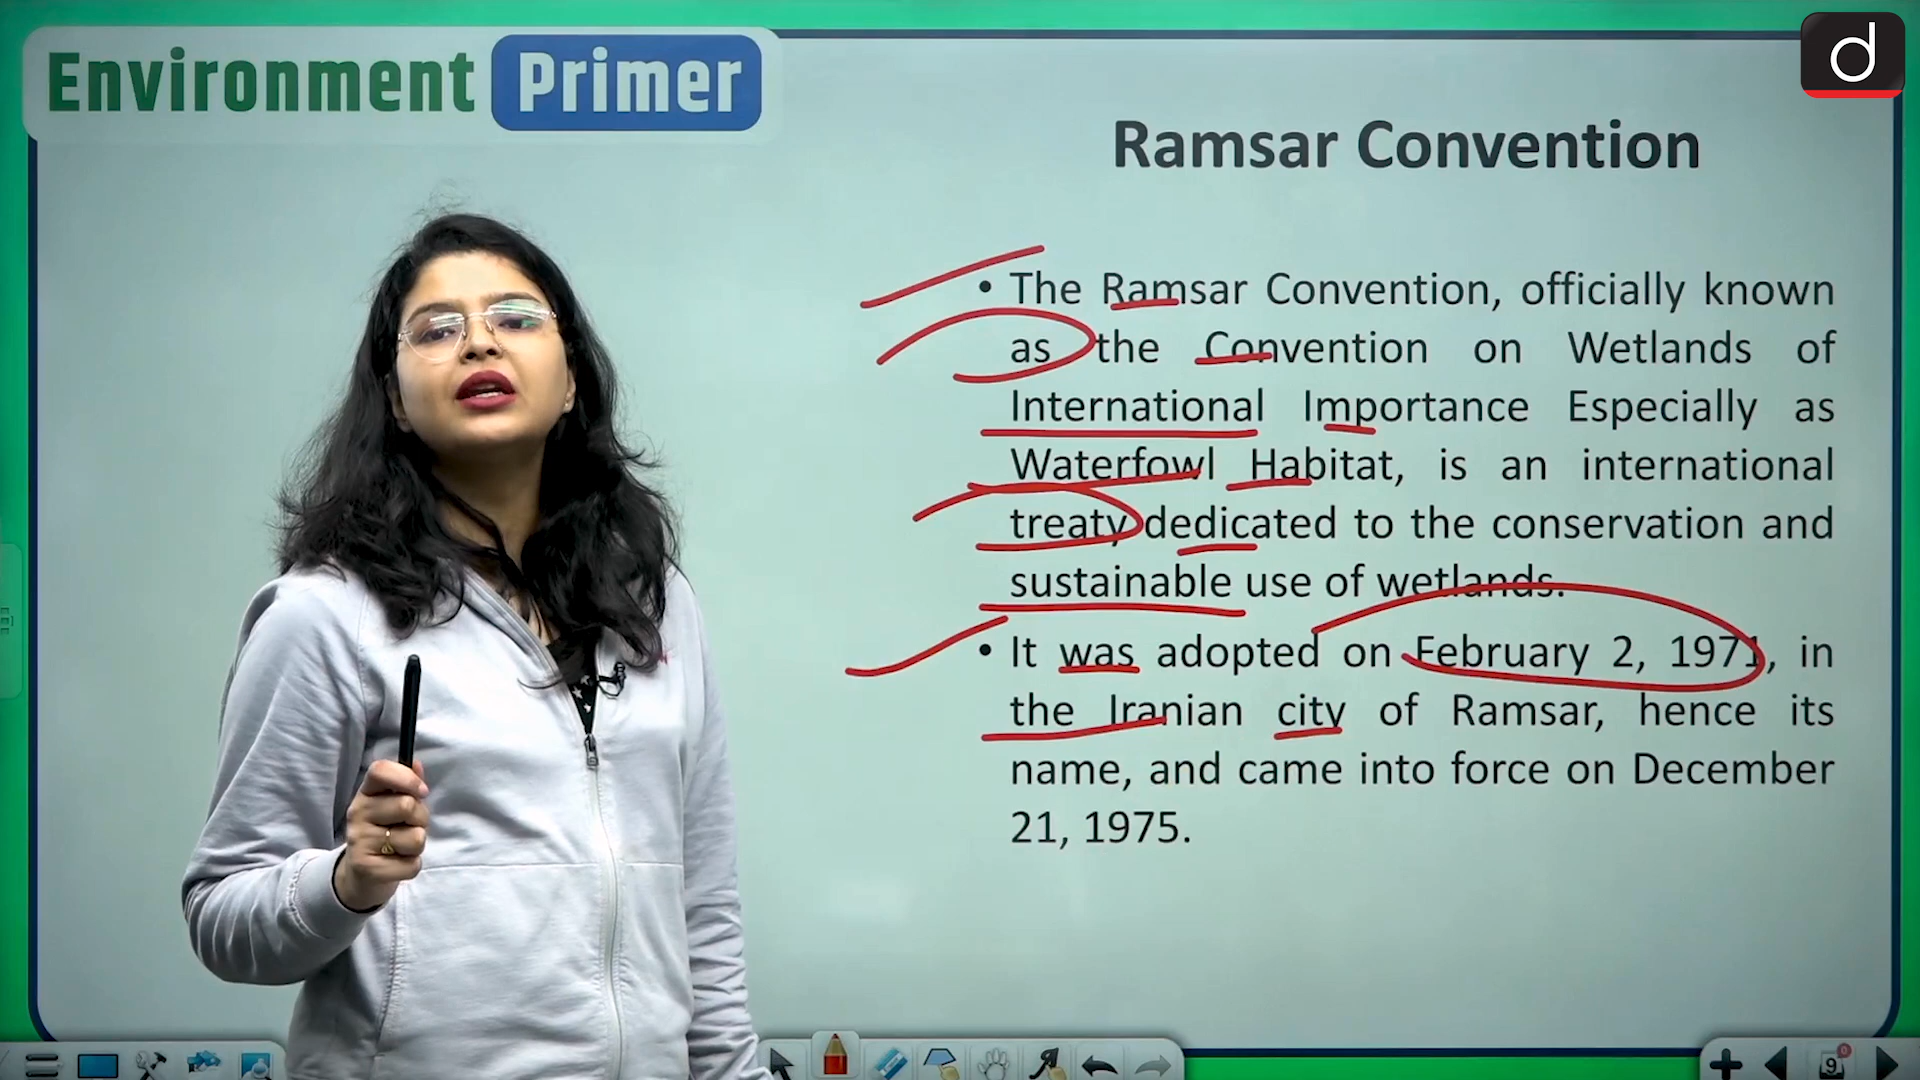 Environment Primer
d
Ramsar Convention
• The Ramsar Convention, officially known
as the Convention on Wetlands of
International Importance Especially as
Waterfowl Habitat, is an international
treaty dedicated to the conservation and
sustainable use of wetlands.
• It was adopted on February 2, 1971, in
the Iranian city of Ramsar, hence its
name, and came into force on December
21, 1975.
9
0